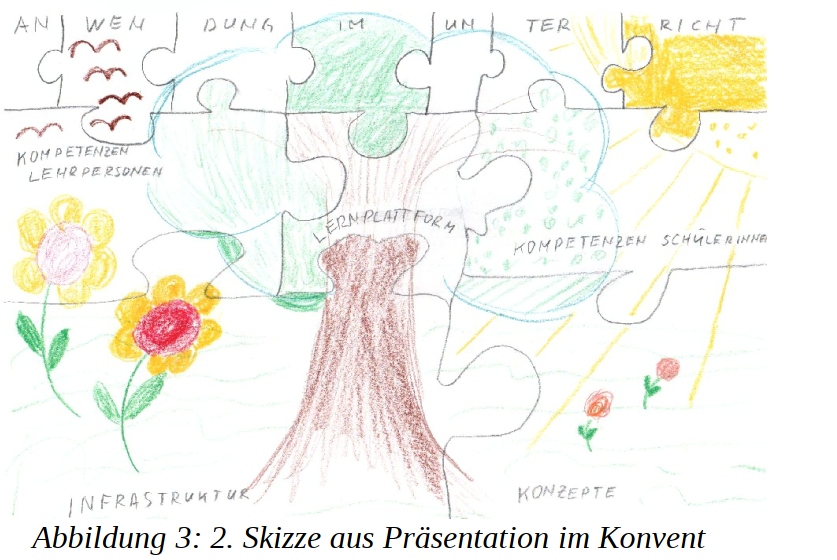 AN WEN DUNG IM UN TER RICHT
KOMPETENZEN
LEHRPERSONEN
LERNPLATTFORM
KOMPETENZEN SCHÜLERINNE
INFRASTRUKTUR
KONZEPTE
Abbildung 3: 2. Skizze aus Präsentation im Konvent